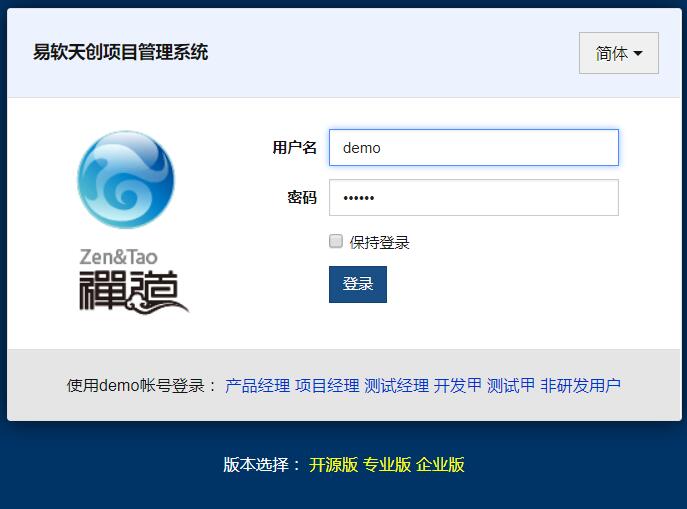 易软天创项目管理系统
简体
用户名 demo
密码 ••••••
保持登录
Zen&Tao
禪道
登录
使用demo帐号登录： 产品经理 项目经理 测试经理 开发甲 测试甲 非研发用户
版本选择： 开源版 专业版 企业版